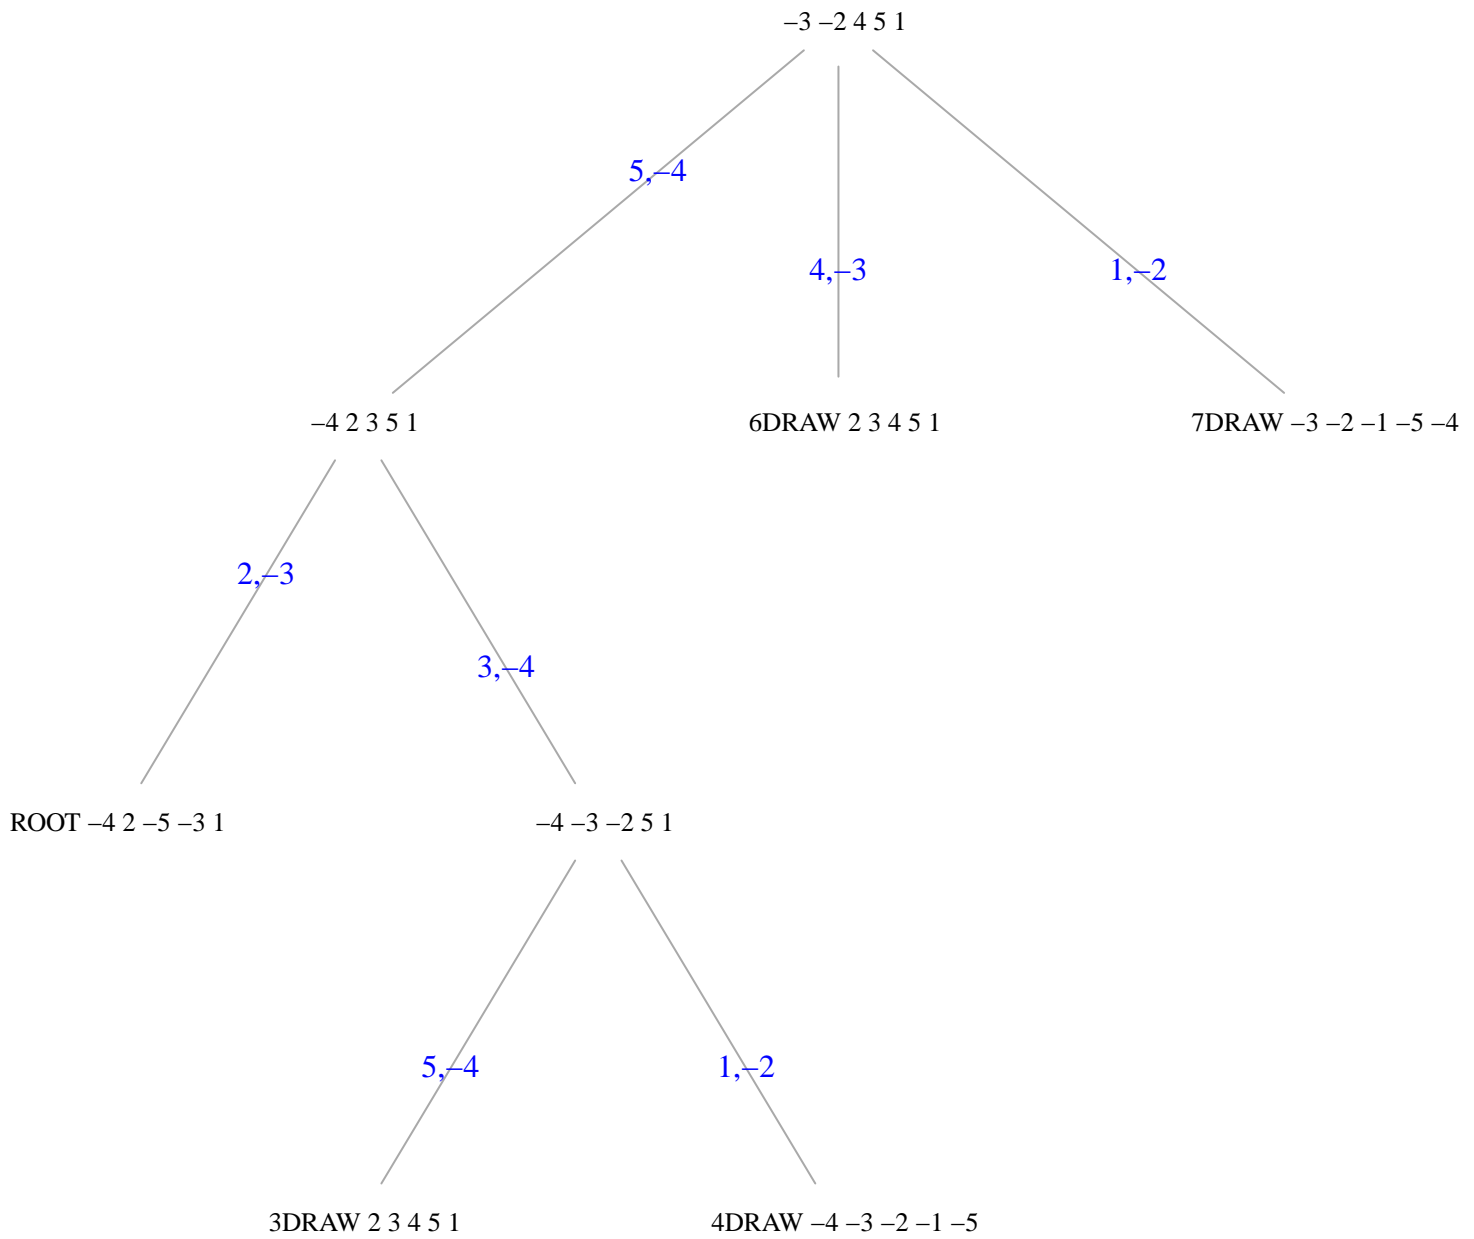 –3 –2 4 5 1
5,–4
4,–3
1,–2
–4 2 3 5 1
6DRAW 2 3 4 5 1
7DRAW –3 –2 –1 –5 –4
2,–3
3,–4
ROOT –4 2 –5 –3 1
–4 –3 –2 5 1
5,–4
1,–2
3DRAW 2 3 4 5 1
4DRAW –4 –3 –2 –1 –5